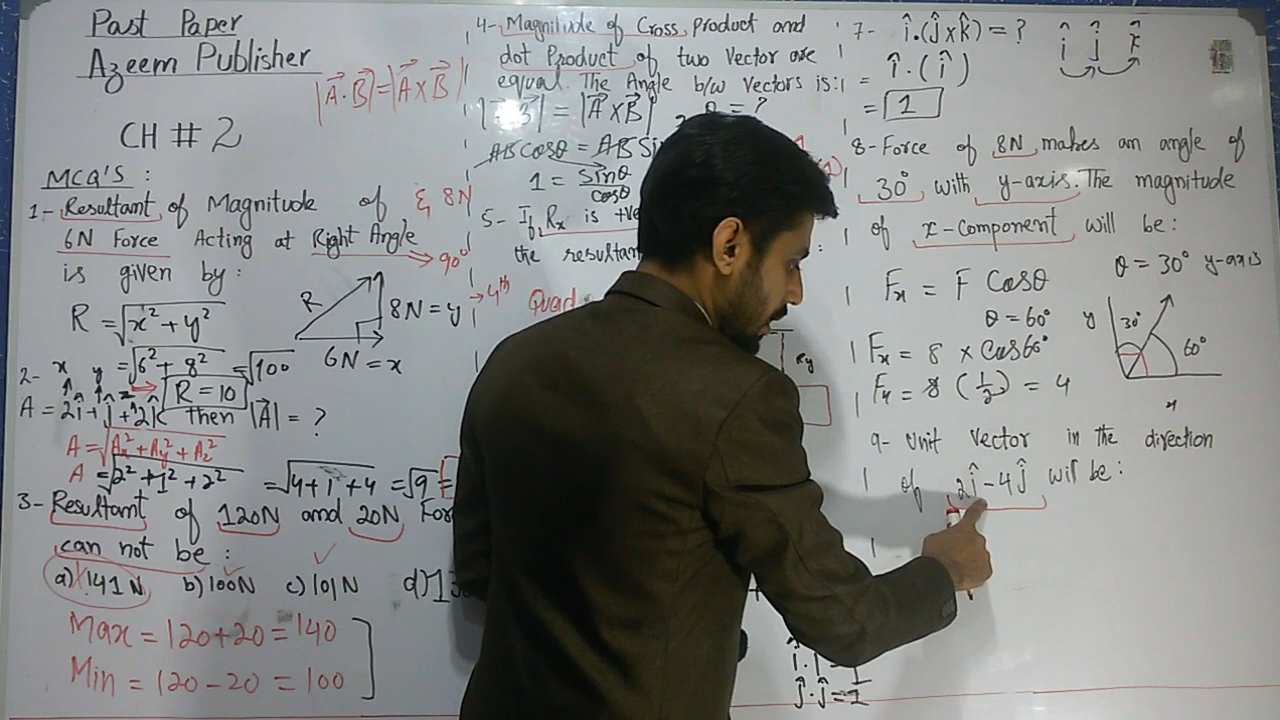 Past Paper
Azeem Publisher
|A⃗.B⃗|=|A⃗×B⃗|
CH # 2
MCQ'S :
1- Resultant of Magnitude of & 8N
6N Force Acting at Right Angle → 90°
is given by:
R = √x²+y²
R 8N = y
6N = x
x y = √6² + 8² = √100
R = 10
2-
A = 2î+ĵ+2k̂ then |A⃗| = ?
A = √Ax²+Ay²+Az²
A = √2²+1²+2² = √4+1+4 = √9 =
3- Resultant of 120N and 20N For
can not be :
a) 141N b) 100N c) 101N d) 13
Max = 120+20 = 140
Min = 120-20 = 100
4- Magnitude of Cross product and
dot Product of two Vector are
equal. The Angle b/w Vectors is:
= |A⃗×B⃗| θ = ?
ABCosθ = AB Si
1 = Sinθ
Cosθ
5- If Rx is +ve
the resultan :
→ 4th Quad
Ry
î.î=1
ĵ.ĵ=1
7- î.(ĵ×k̂) = ? î ĵ k̂
= î.(î)
= 1
8- Force of 8N makes an angle of
30° with y-axis. The magnitude
of x-component will be:
θ = 30° y-axis
Fx = F Cosθ
θ = 60°
Fx = 8 × Cos60°
Fx = 8 (1/2) = 4
y 30° 60°
x
9- Unit Vector in the direction
of 2î-4ĵ will be: